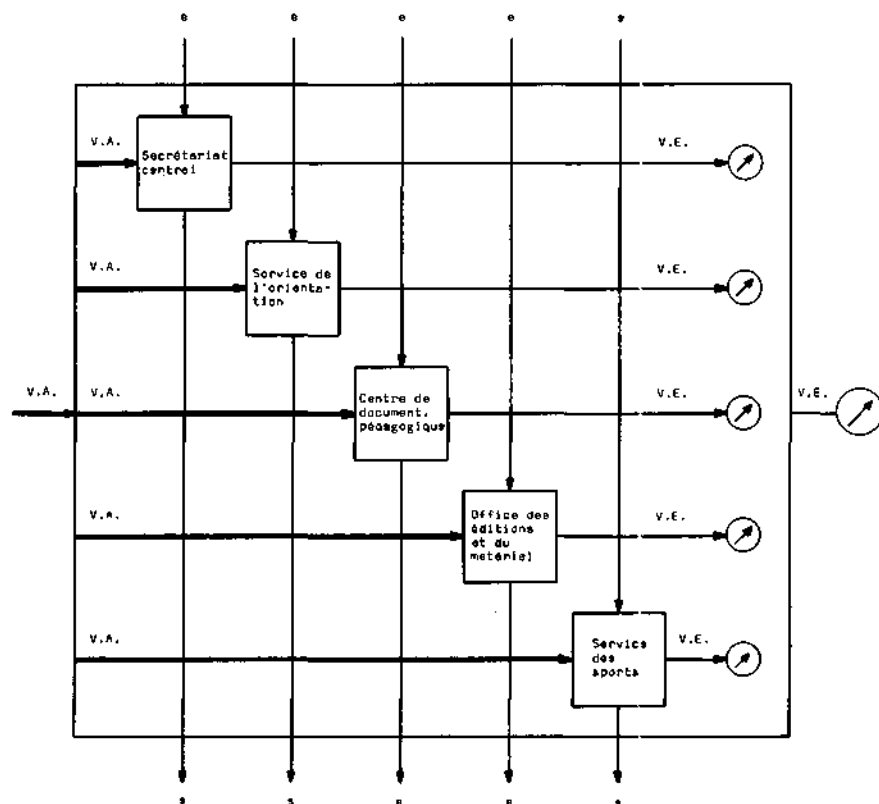 e e e e e
V.A.
Secrétariat
central
V.E.
V.A.
Service de
l'orienta-
tion
V.E.
V.A.
V.A.
Centre de
document.
pédagogique
V.E.
V.E.
V.A.
Office des
éditions
et du
matériel
V.E.
V.A.
Service
des
sports
V.E.
s s s s s